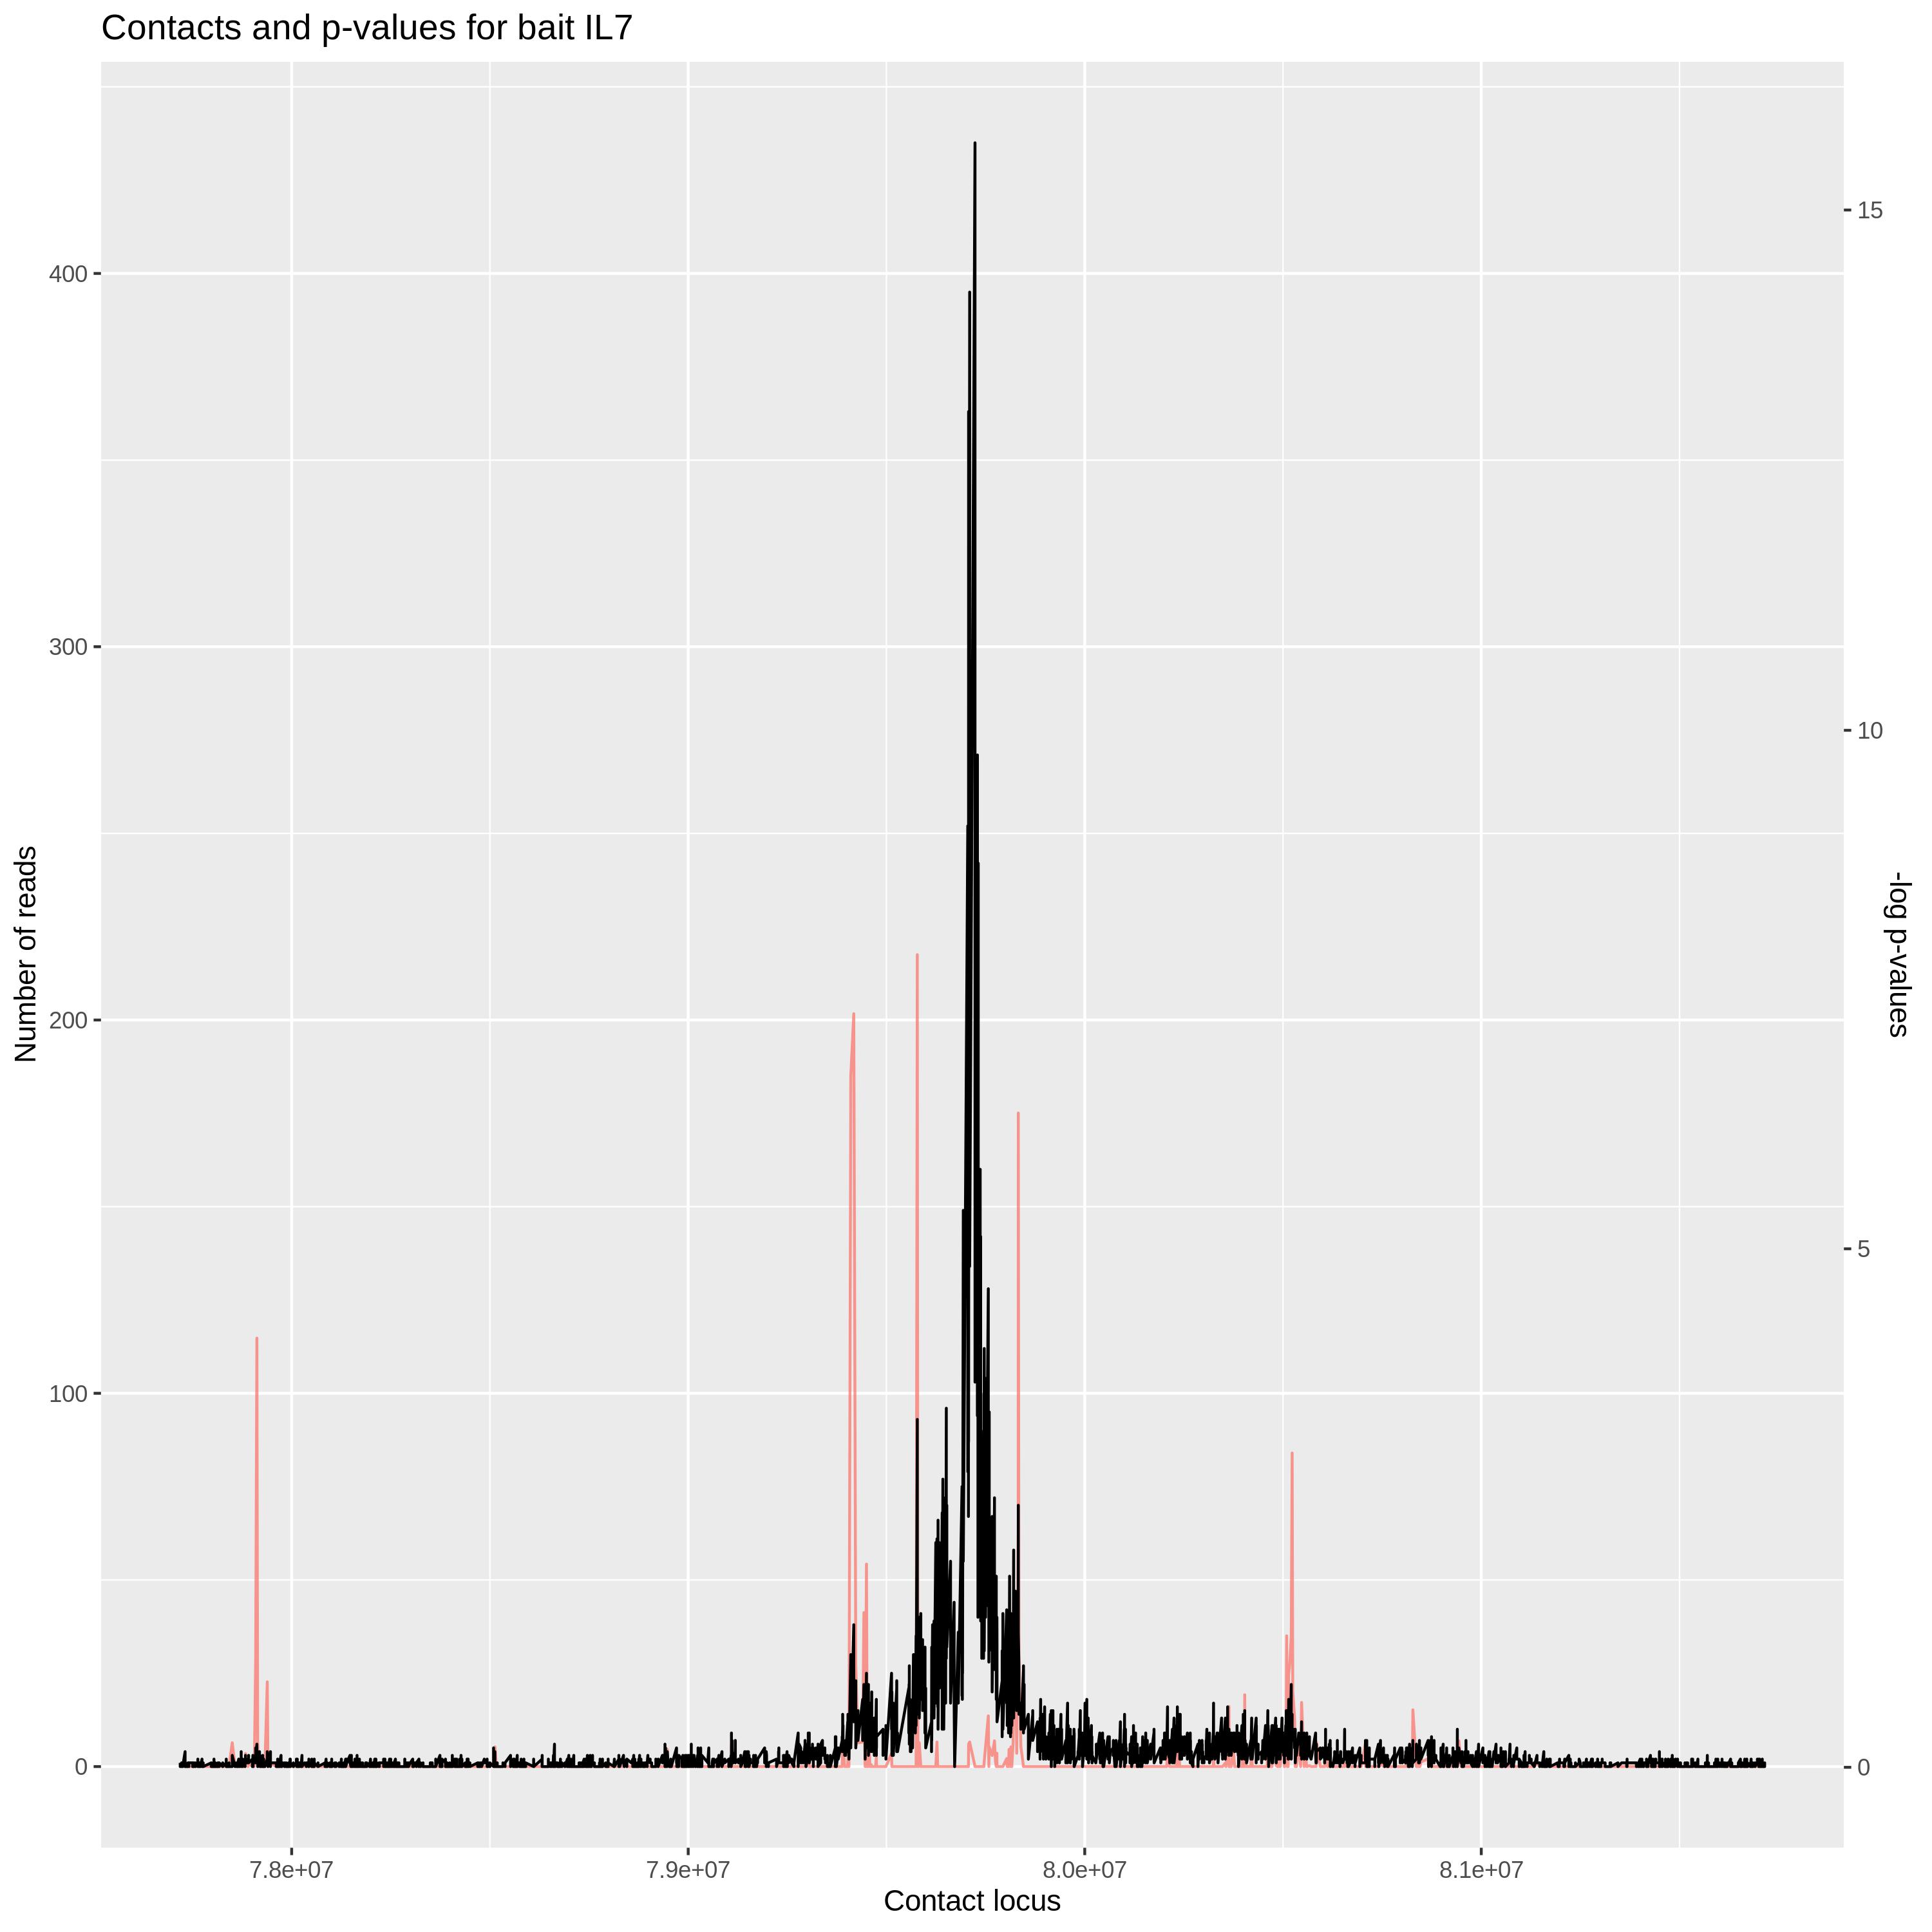 Contacts and p-values for bait IL7
400
300
200
100
0
15
10
5
0
Number of reads
-log p-values
7.8e+07
7.9e+07
8.0e+07
8.1e+07
Contact locus